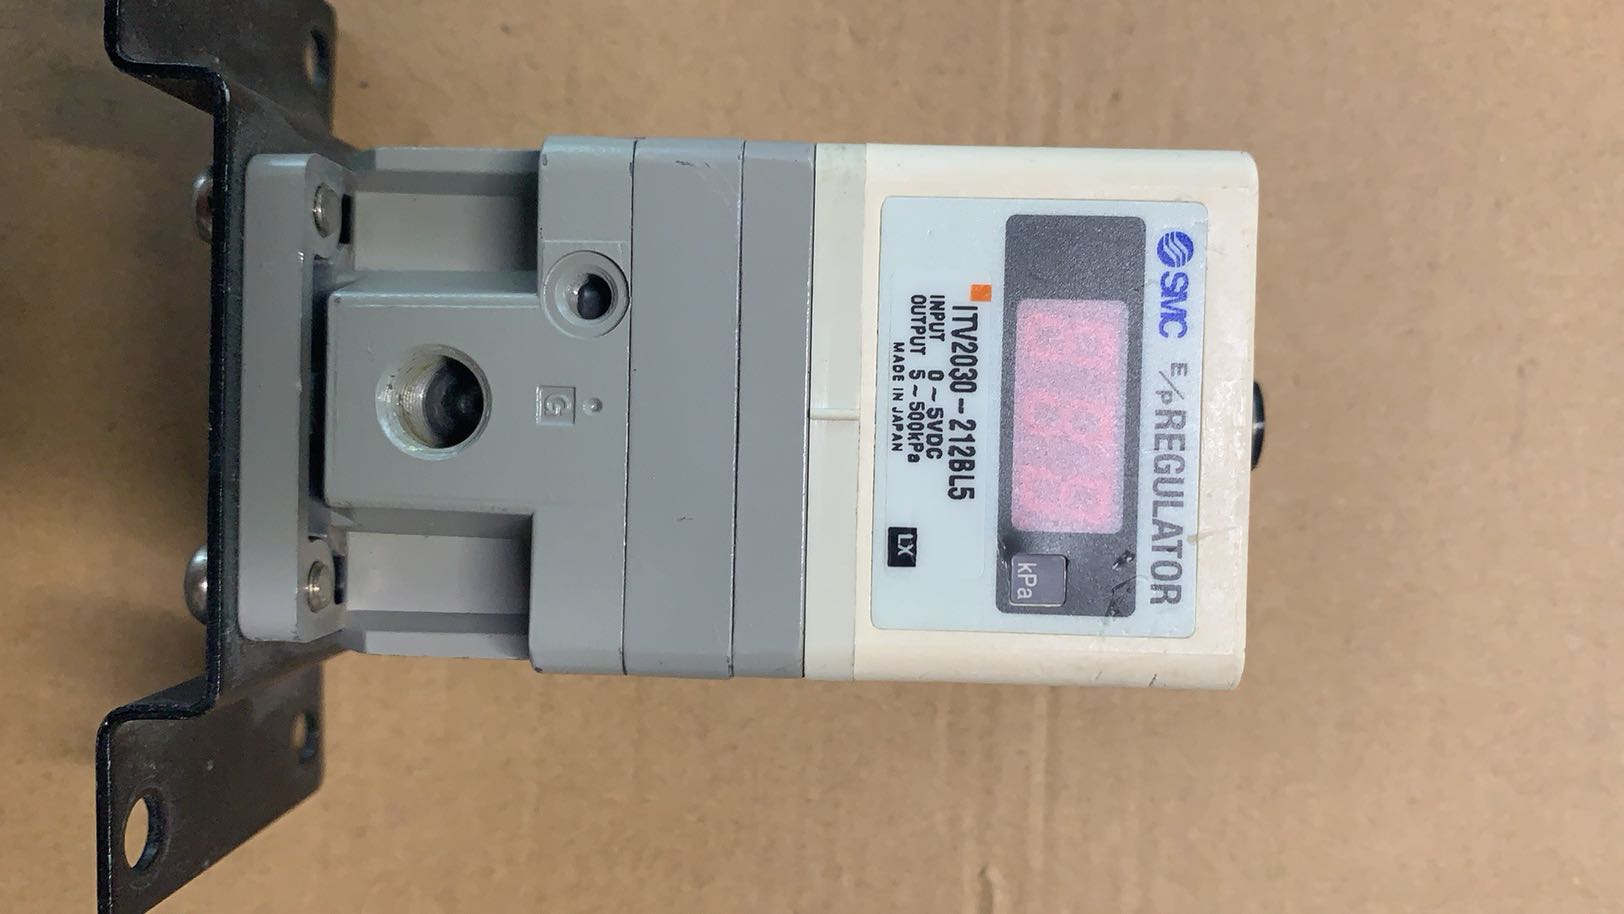 SMC E/P REGULATOR
kPa
ITV2030-212BL5
INPUT 0~5VDC
OUTPUT 5~500kPa
MADE IN JAPAN
LX
G